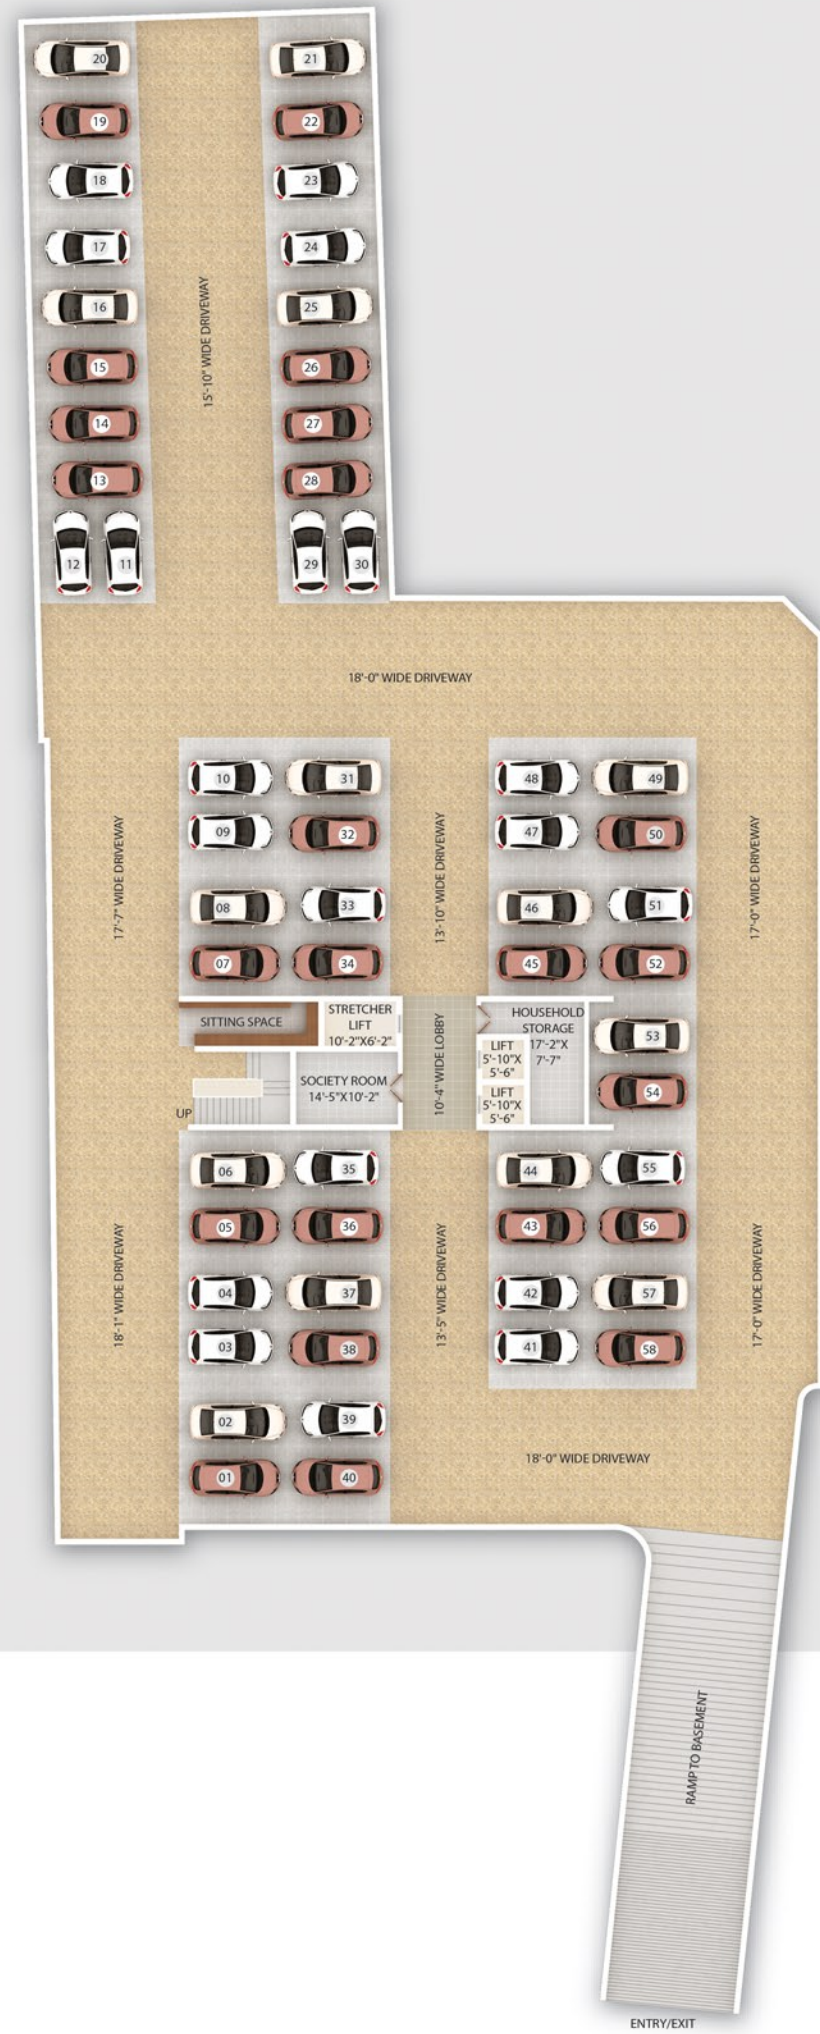 20 21
19 22
18 23
17 24
16 25
15'-10" WIDE DRIVEWAY
15 26
14 27
13 28
12 11 29 30
18'-0" WIDE DRIVEWAY
10 31 48 49
09 32 47 50
17'-7" WIDE DRIVEWAY
13'-10" WIDE DRIVEWAY
17'-0" WIDE DRIVEWAY
08 33 46 51
07 34 45 52
SITTING SPACE
STRETCHER
LIFT
10'-2"X6'-2"
10'-4" WIDE LOBBY
HOUSEHOLD
STORAGE
17'-2"X
7'-7"
LIFT
5'-10"X
5'-6"
53
SOCIETY ROOM
14'-5"X10'-2"
LIFT
5'-10"X
5'-6"
54
UP
06 35 44 55
05 36 43 56
18'-1" WIDE DRIVEWAY
13'-5" WIDE DRIVEWAY
17'-0" WIDE DRIVEWAY
04 37 42 57
03 38 41 58
02 39
18'-0" WIDE DRIVEWAY
01 40
RAMP TO BASEMENT
ENTRY/EXIT